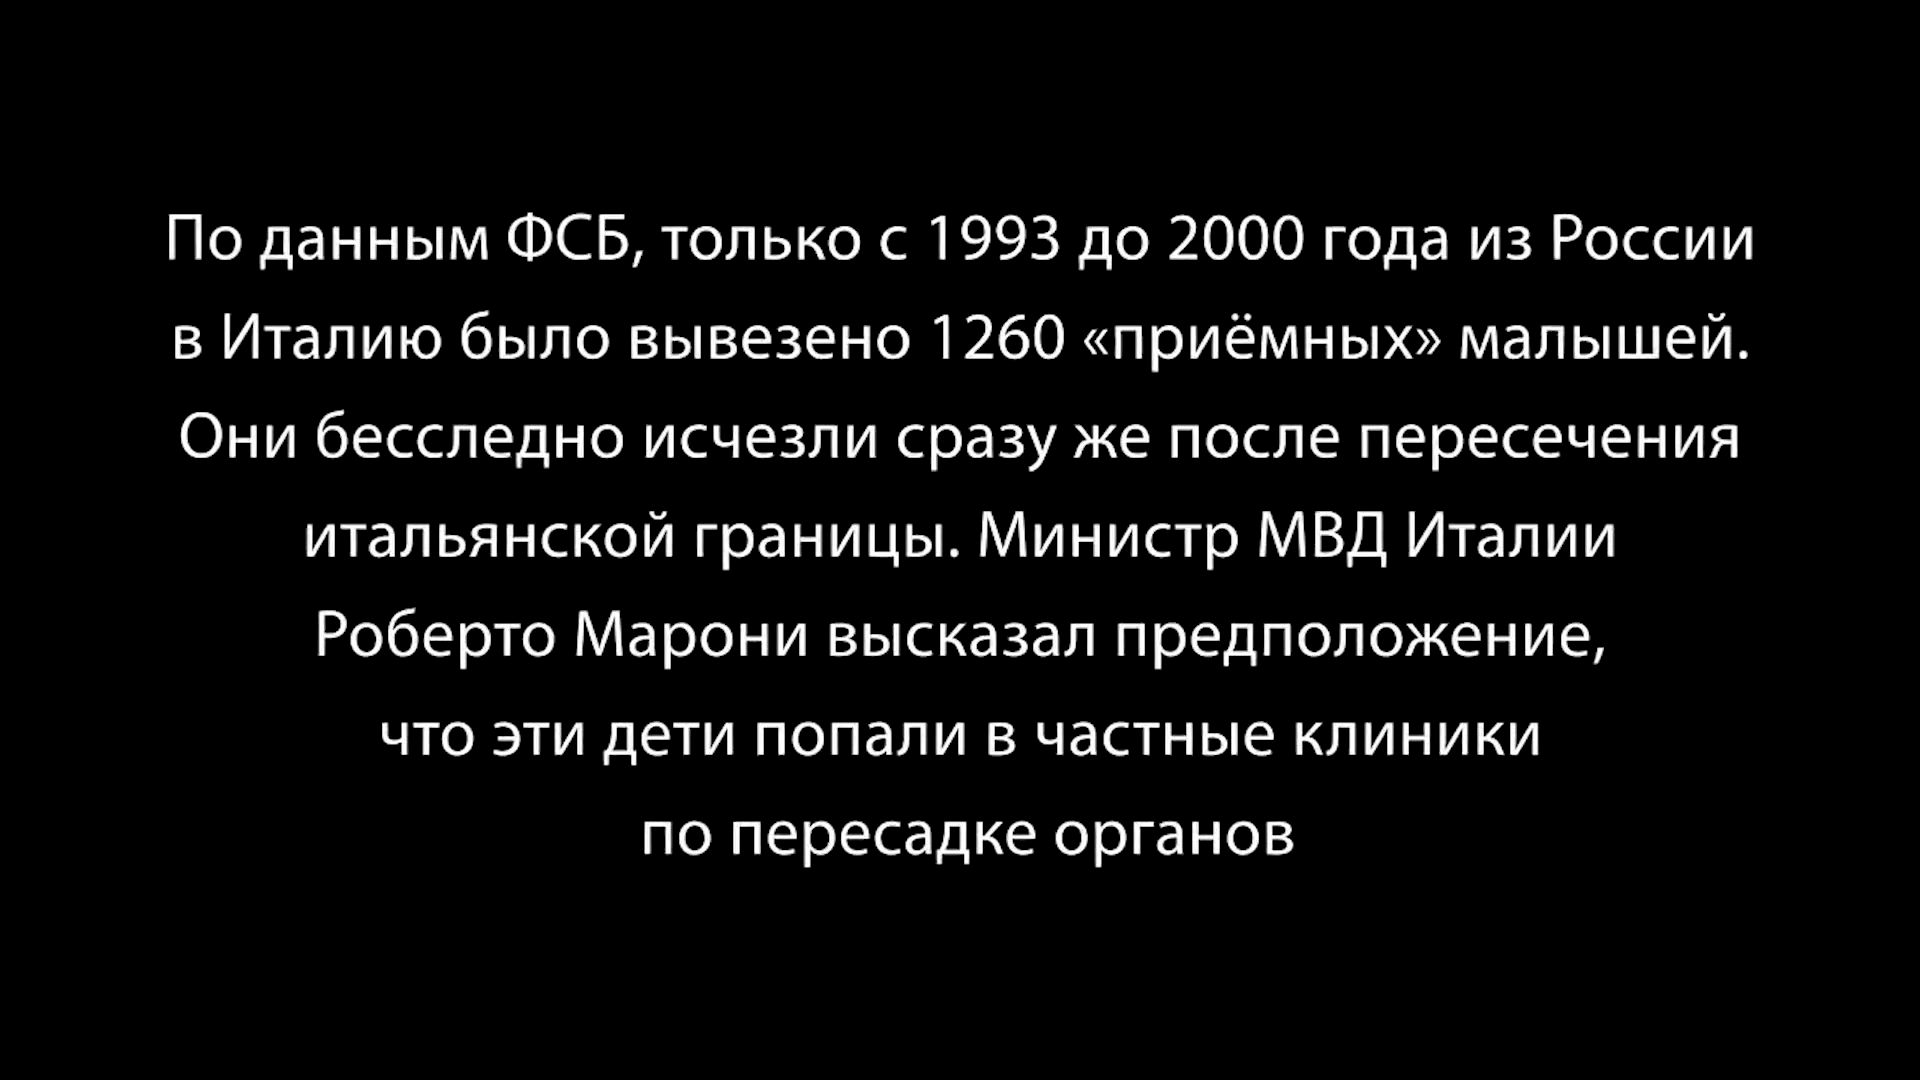 По данным ФСБ, только с 1993 до 2000 года из России
в Италию было вывезено 1260 «приёмных» малышей.
Они бесследно исчезли сразу же после пересечения
итальянской границы. Министр МВД Италии
Роберто Марони высказал предположение,
что эти дети попали в частные клиники
по пересадке органов